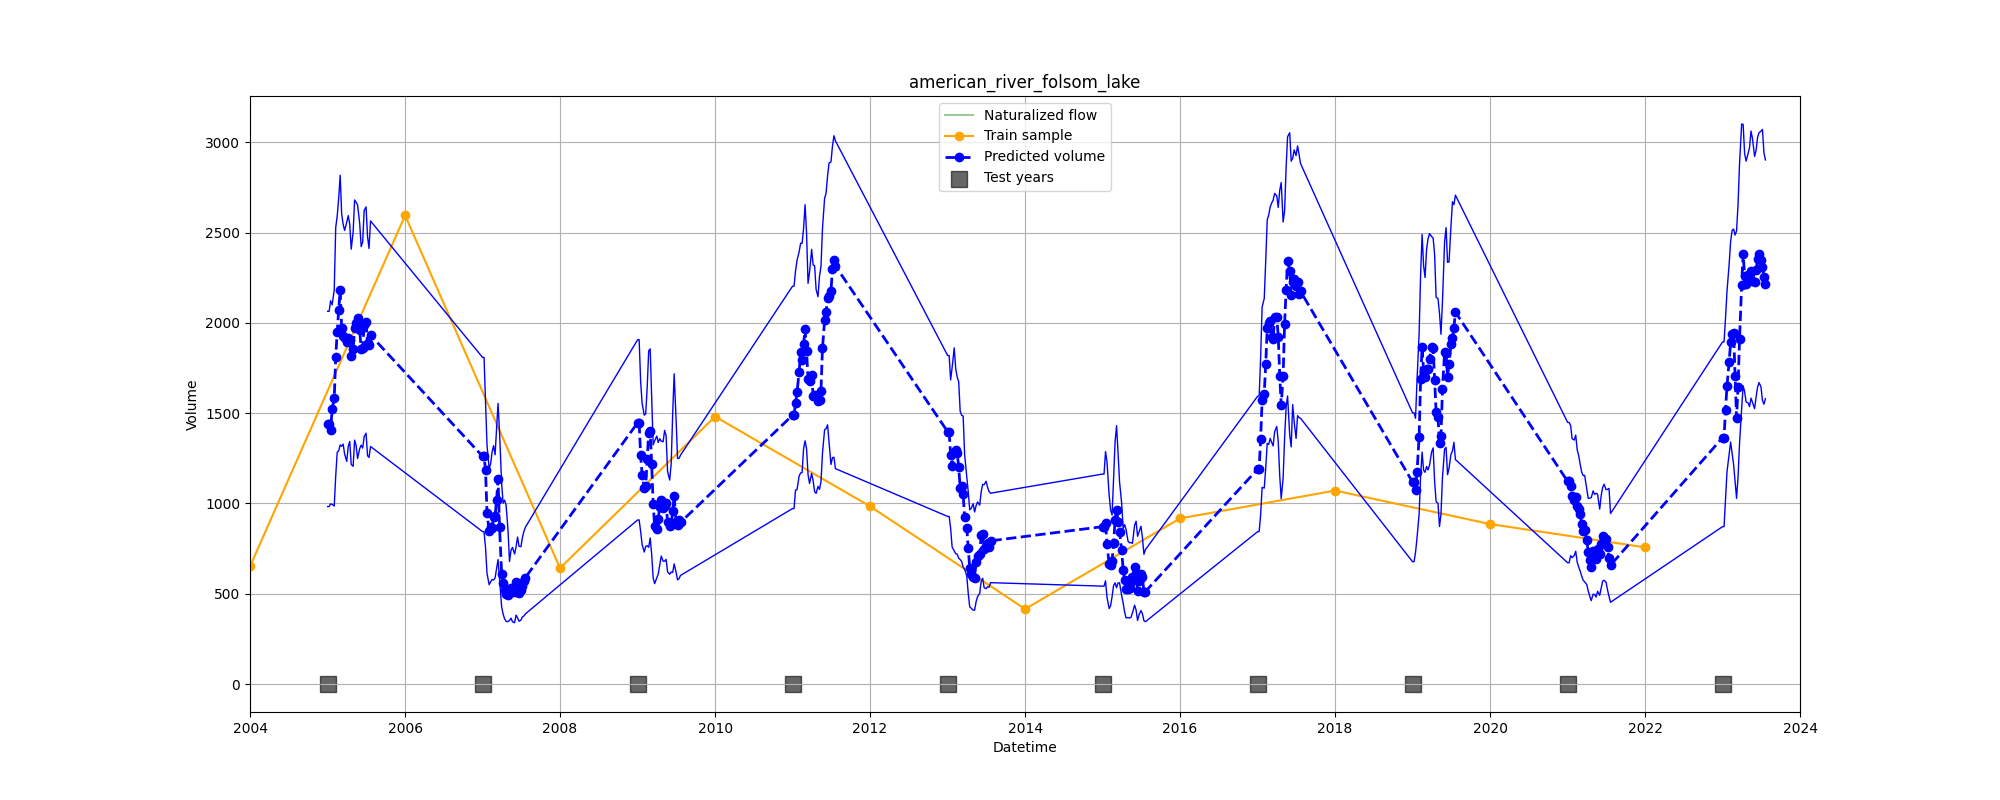 american_river_folsom_lake
Naturalized flow
Train sample
Predicted volume
Test years
3000
2500
2000
1500
1000
500
0
Volume
2004 2006 2008 2010 2012 2014 2016 2018 2020 2022 2024
Datetime